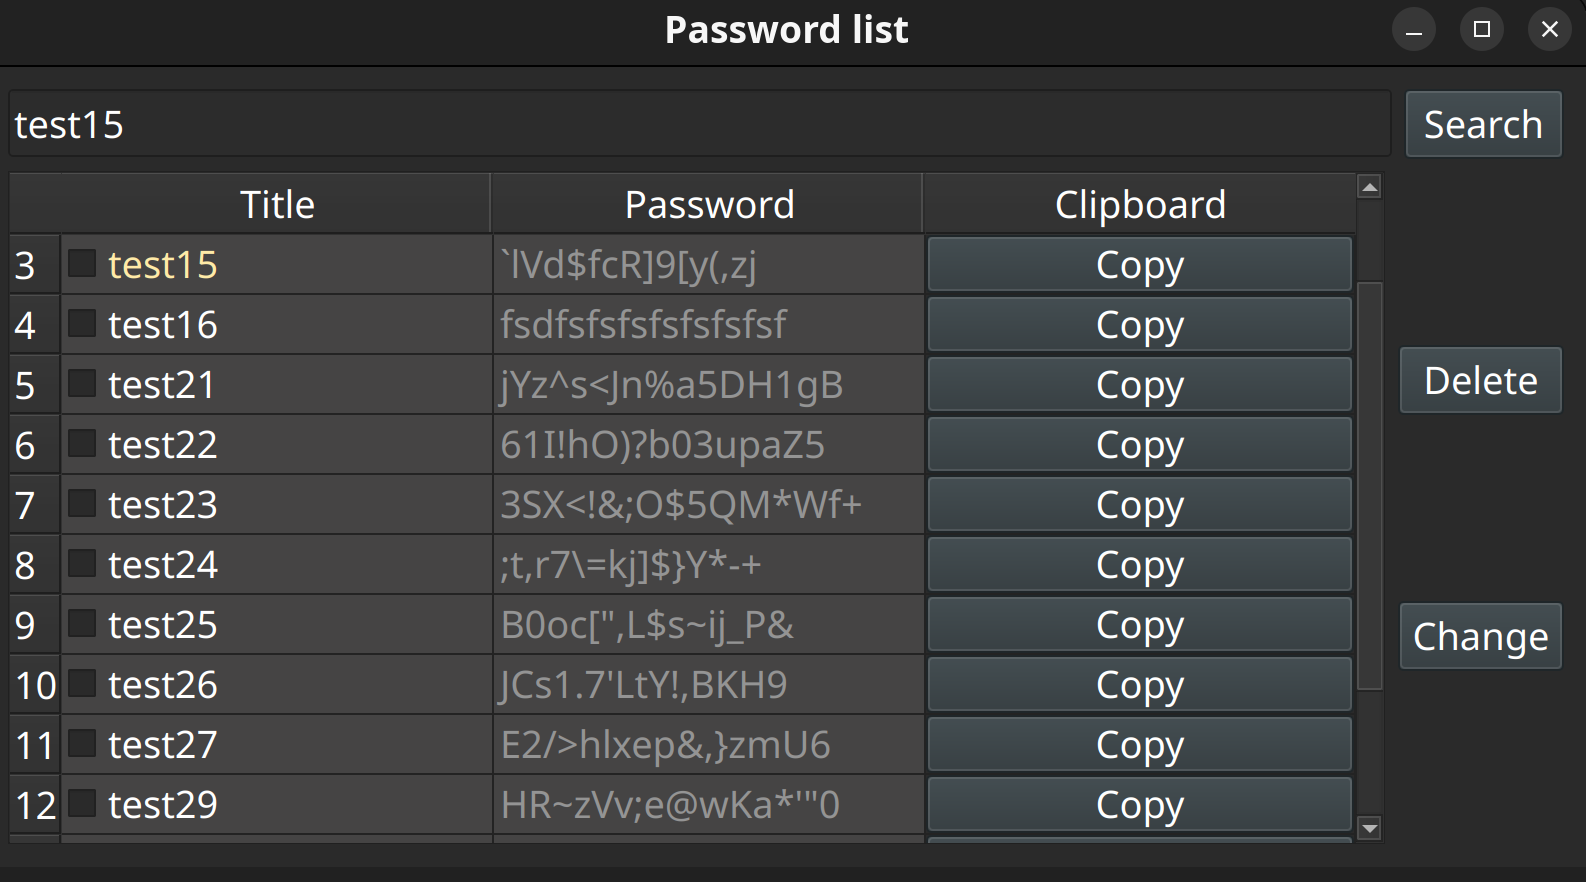 Password list
test15 Search
Title Password Clipboard
3 test15 `lVd$fcR]9[y(,zj Copy
4 test16 fsdfsfsfsfsfsfsfsf Copy
5 test21 jYz^s<Jn%a5DH1gB Copy
Delete
6 test22 61I!hO)?b03upaZ5 Copy
7 test23 3SX<!&;O$5QM*Wf+ Copy
8 test24 ;t,r7\=kj]$}Y*-+ Copy
9 test25 B0oc[",L$s~ij_P& Copy
Change
10 test26 JCs1.7'LtY!,BKH9 Copy
11 test27 E2/>hlxep&,}zmU6 Copy
12 test29 HR~zVv;e@wKa*'"0 Copy